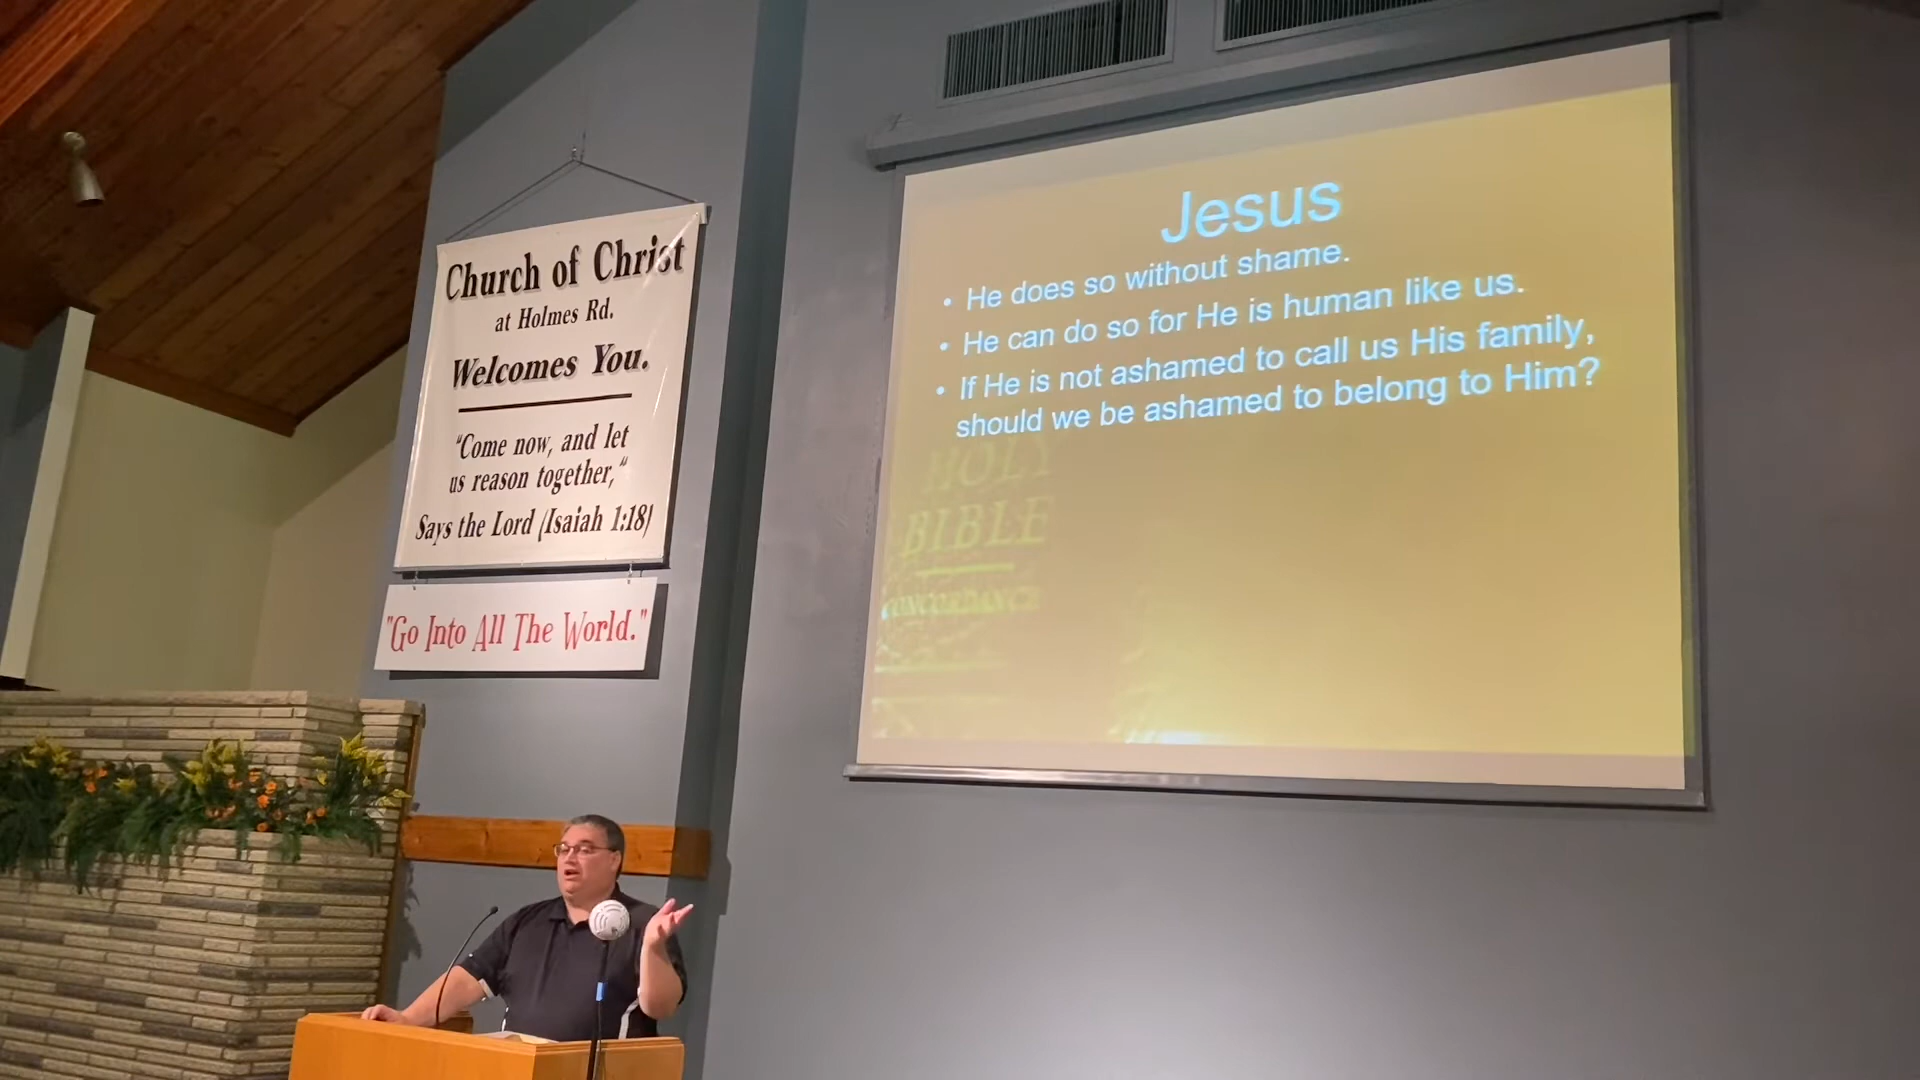 Church of Christ
at Holmes Rd.
Welcomes You.
"Come now, and let
us reason together,"
Says the Lord (Isaiah 1:18)
"Go Into All The World."
Jesus
• He does so without shame.
• He can do so for He is human like us.
• If He is not ashamed to call us His family,
should we be ashamed to belong to Him?
HOLY
BIBLE
CONCORDANCE